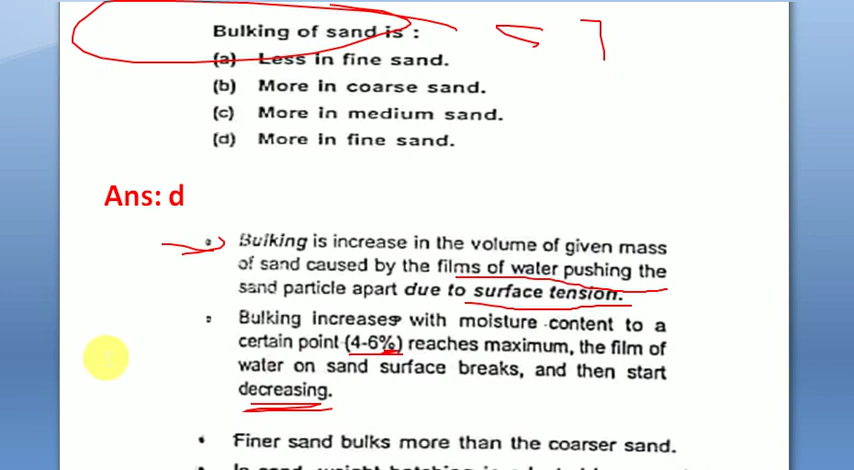 Bulking of sand is :
(a) Less in fine sand.
(b) More in coarse sand.
(c) More in medium sand.
(d) More in fine sand.
Ans: d
• Bulking is increase in the volume of given mass
of sand caused by the films of water pushing the
sand particle apart due to surface tension.
• Bulking increases with moisture content to a
certain point (4-6%) reaches maximum, the film of
water on sand surface breaks, and then start
decreasing.
• Finer sand bulks more than the coarser sand.